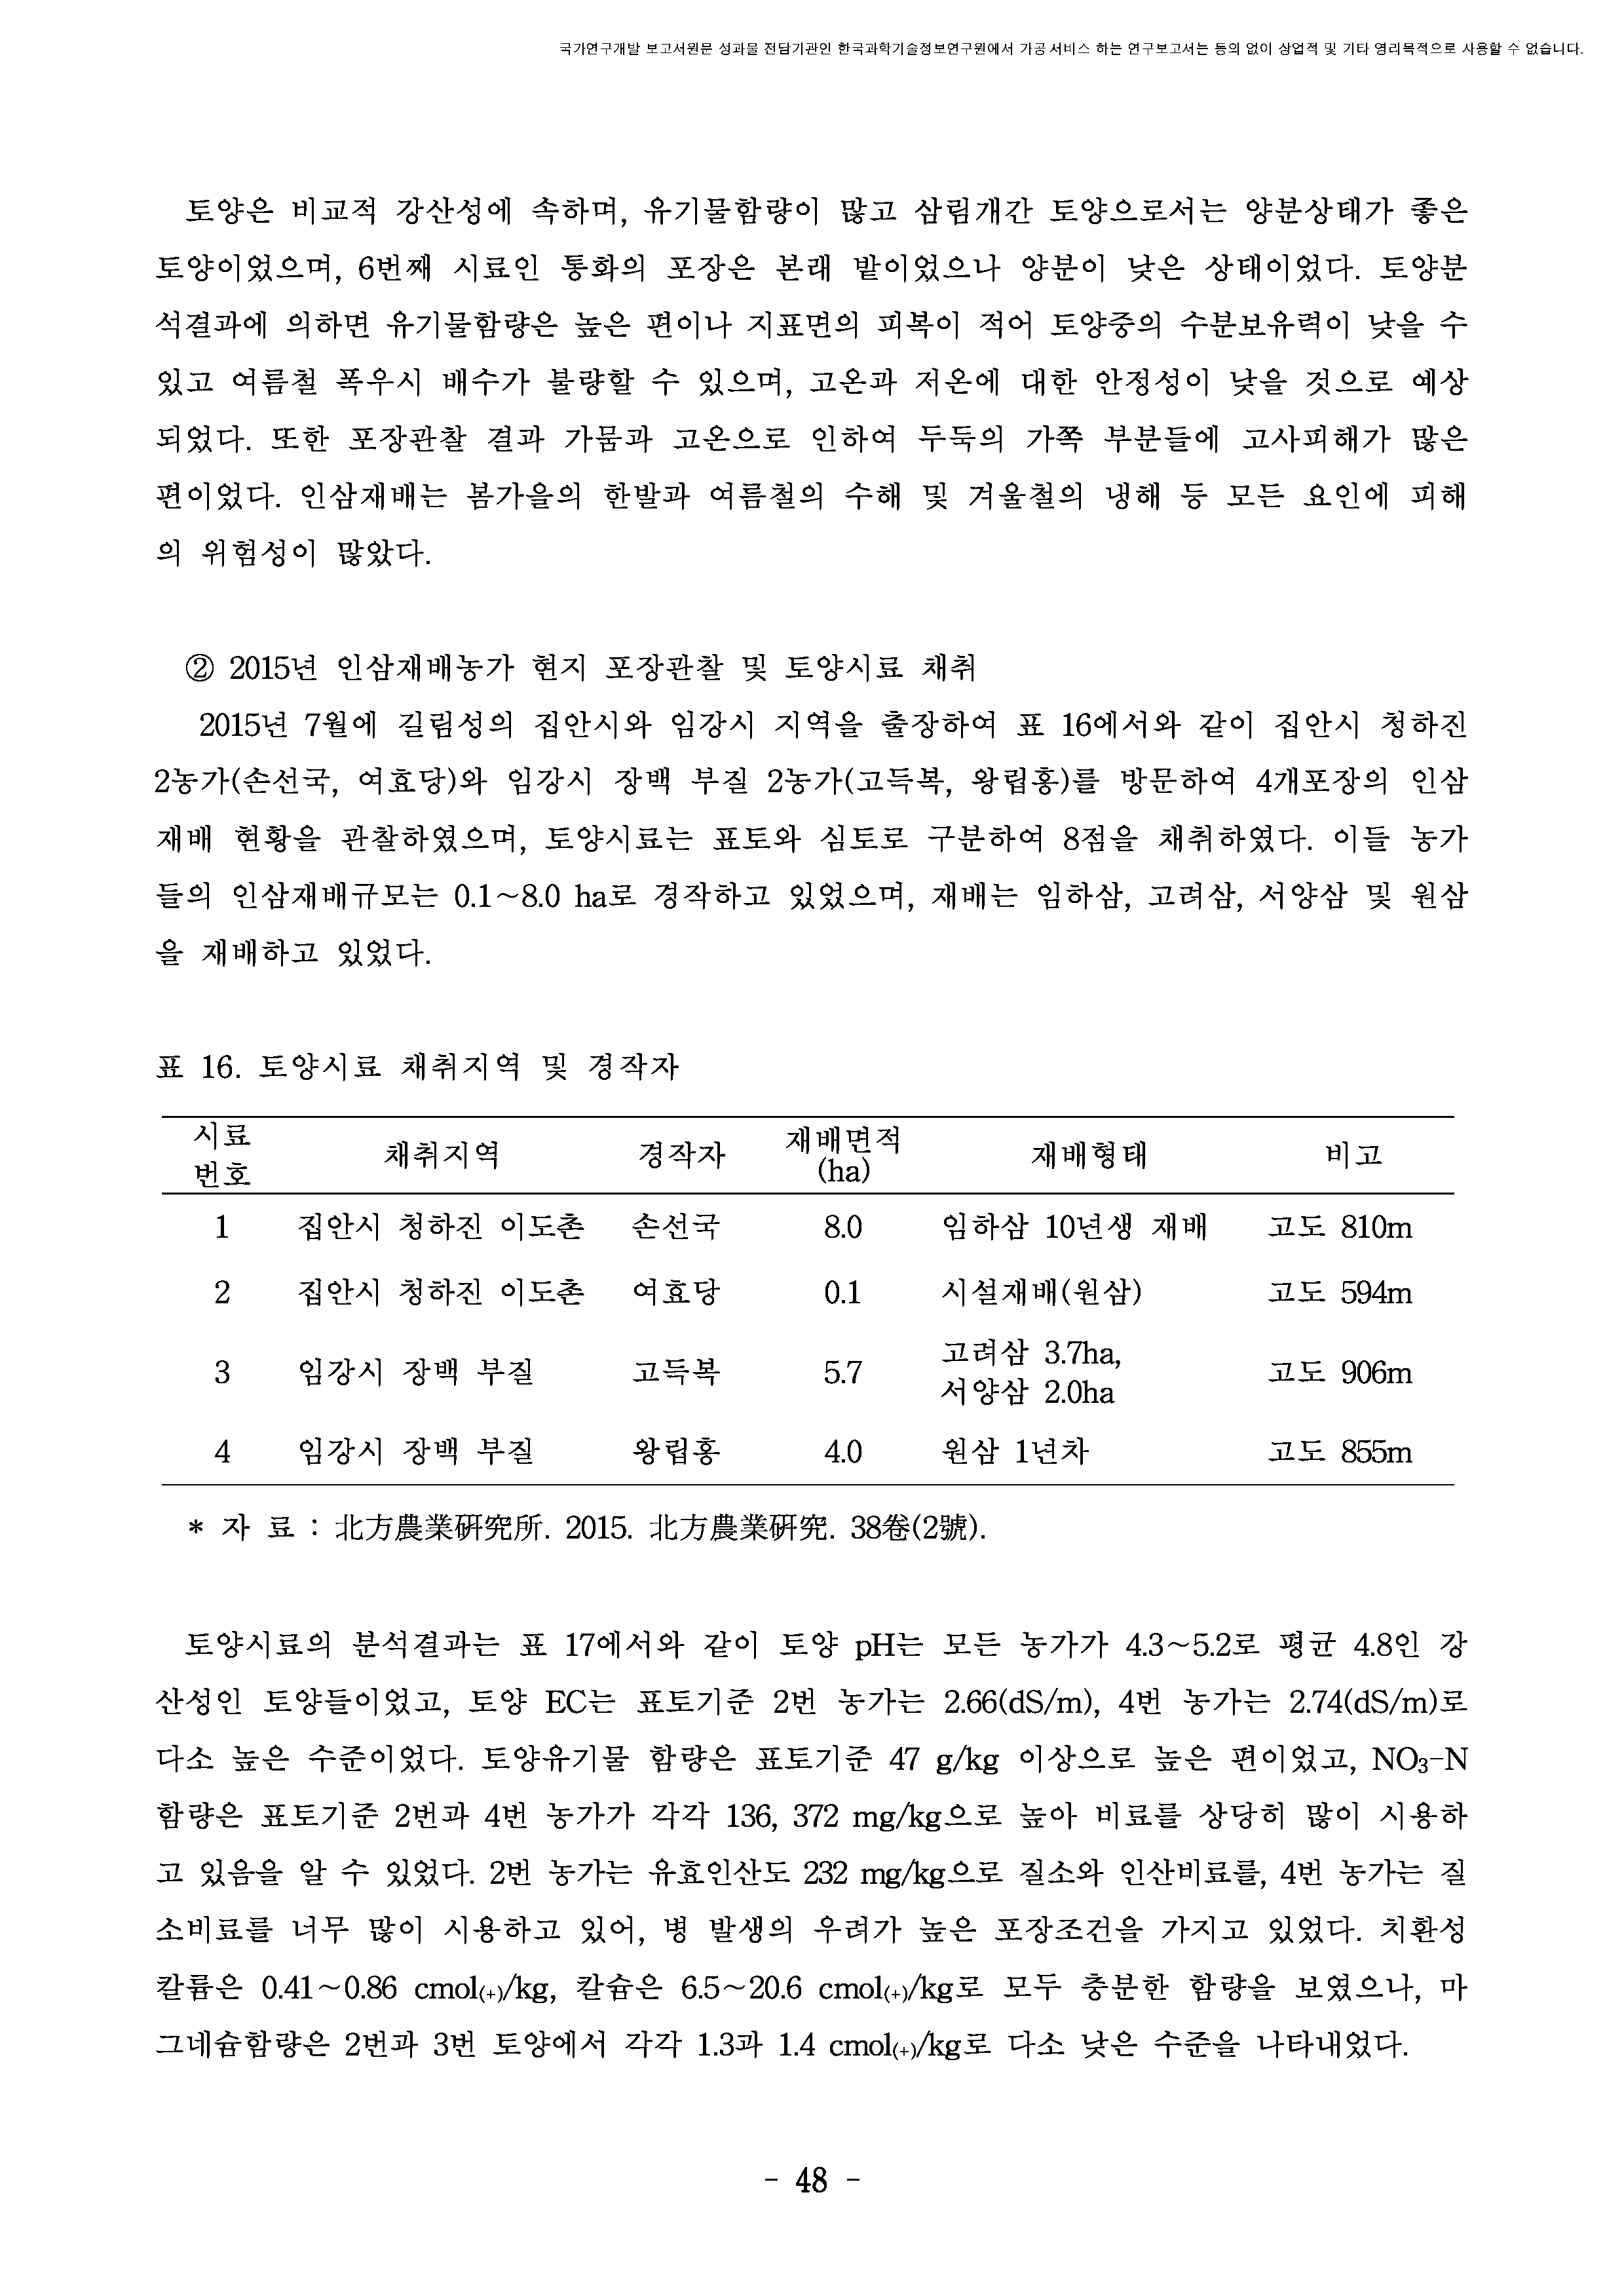 국가연구개발 보고서원문 성과물 전담기관인 한국과학기술정보연구원에서 가공·서비스 하는 연구보고서는 동의 없이 상업적 및 기타 영리목적으로 사용할 수 없습니다.
토양은 비교적 강산성에 속하며, 유기물함량이 많고 삼림개간 토양으로서는 양분상태가 좋은
토양이었으며, 6번째 시료인 통화의 포장은 본래 밭이었으나 양분이 낮은 상태이었다. 토양분
석결과에 의하면 유기물함량은 높은 편이나 지표면의 피복이 적어 토양중의 수분보유력이 낮을 수
있고 여름철 폭우시 배수가 불량할 수 있으며, 고온과 저온에 대한 안정성이 낮을 것으로 예상
되었다. 또한 포장관찰 결과 가뭄과 고온으로 인하여 두둑의 가쪽 부분들에 고사피해가 많은
편이었다. 인삼재배는 봄가을의 한발과 여름철의 수해 및 겨울철의 냉해 등 모든 요인에 피해
의 위험성이 많았다.
② 2015년 인삼재배농가 현지 포장관찰 및 토양시료 채취
2015년 7월에 길림성의 집안시와 임강시 지역을 출장하여 표 16에서와 같이 집안시 청하진
2농가(손선국, 여효당)와 임강시 장백 부질 2농가(고득복, 왕립홍)를 방문하여 4개포장의 인삼
재배 현황을 관찰하였으며, 토양시료는 표토와 심토로 구분하여 8점을 채취하였다. 이들 농가
들의 인삼재배규모는 0.1~8.0 ha로 경작하고 있었으며, 재배는 임하삼, 고려삼, 서양삼 및 원삼
을 재배하고 있었다.
표 16. 토양시료 채취지역 및 경작자
시료 번호 채취지역 경작자 재배면적 (ha) 재배형태 비고
1 집안시 청하진 이도촌 손선국 8.0 임하삼 10년생 재배 고도 810m
2 집안시 청하진 이도촌 여효당 0.1 시설재배(원삼) 고도 594m
3 임강시 장백 부질 고득복 5.7 고려삼 3.7ha, 서양삼 2.0ha 고도 906m
4 임강시 장백 부질 왕립홍 4.0 원삼 1년차 고도 855m
* 자 료 : 北方農業硏究所. 2015. 北方農業硏究. 38卷(2號).
토양시료의 분석결과는 표 17에서와 같이 토양 pH는 모든 농가가 4.3~5.2로 평균 4.8인 강
산성인 토양들이었고, 토양 EC는 표토기준 2번 농가는 2.66(dS/m), 4번 농가는 2.74(dS/m)로
다소 높은 수준이었다. 토양유기물 함량은 표토기준 47 g/kg 이상으로 높은 편이었고, NO₃-N
함량은 표토기준 2번과 4번 농가가 각각 136, 372 mg/kg으로 높아 비료를 상당히 많이 시용하
고 있음을 알 수 있었다. 2번 농가는 유효인산도 232 mg/kg으로 질소와 인산비료를, 4번 농가는 질
소비료를 너무 많이 시용하고 있어, 병 발생의 우려가 높은 포장조건을 가지고 있었다. 치환성
칼륨은 0.41~0.86 cmol₍₊₎/kg, 칼슘은 6.5~20.6 cmol₍₊₎/kg로 모두 충분한 함량을 보였으나, 마
그네슘함량은 2번과 3번 토양에서 각각 1.3과 1.4 cmol₍₊₎/kg로 다소 낮은 수준을 나타내었다.
- 48 -